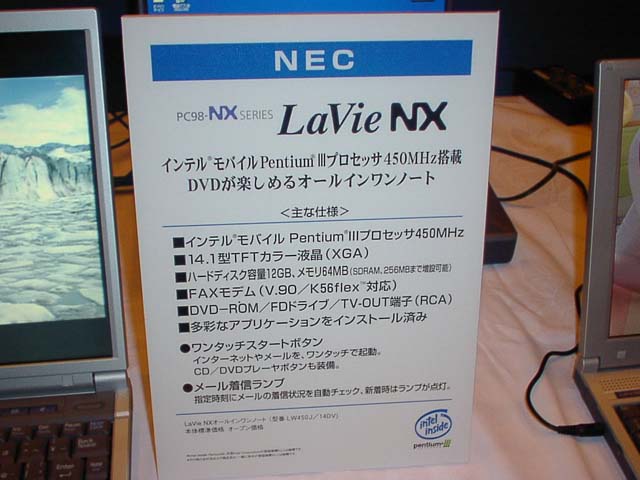 NEC
PC98-NX SERIES LaVie NX
インテル®モバイルPentium®IIIプロセッサ450MHz搭載
DVDが楽しめるオールインワンノート
＜主な仕様＞
■インテル®モバイル Pentium®IIIプロセッサ450MHz
■14.1型TFTカラー液晶(XGA)
■ハードディスク容量12GB、メモリ64MB(SDRAM, 256MBまで増設可能)
■FAXモデム(V.90／K56flex™対応)
■DVD-ROM／FDドライブ／TV-OUT端子(RCA)
■多彩なアプリケーションをインストール済み
●ワンタッチスタートボタン
インターネットやメールを、ワンタッチで起動。
CD／DVDプレーヤボタンも装備。
●メール着信ランプ
指定時刻にメールの着信状況を自動チェック、新着時はランプが点灯。
LaVie NXオールインワンノート（型番 LW450J／14DV）
本体標準価格 オープン価格
intel inside
pentium III